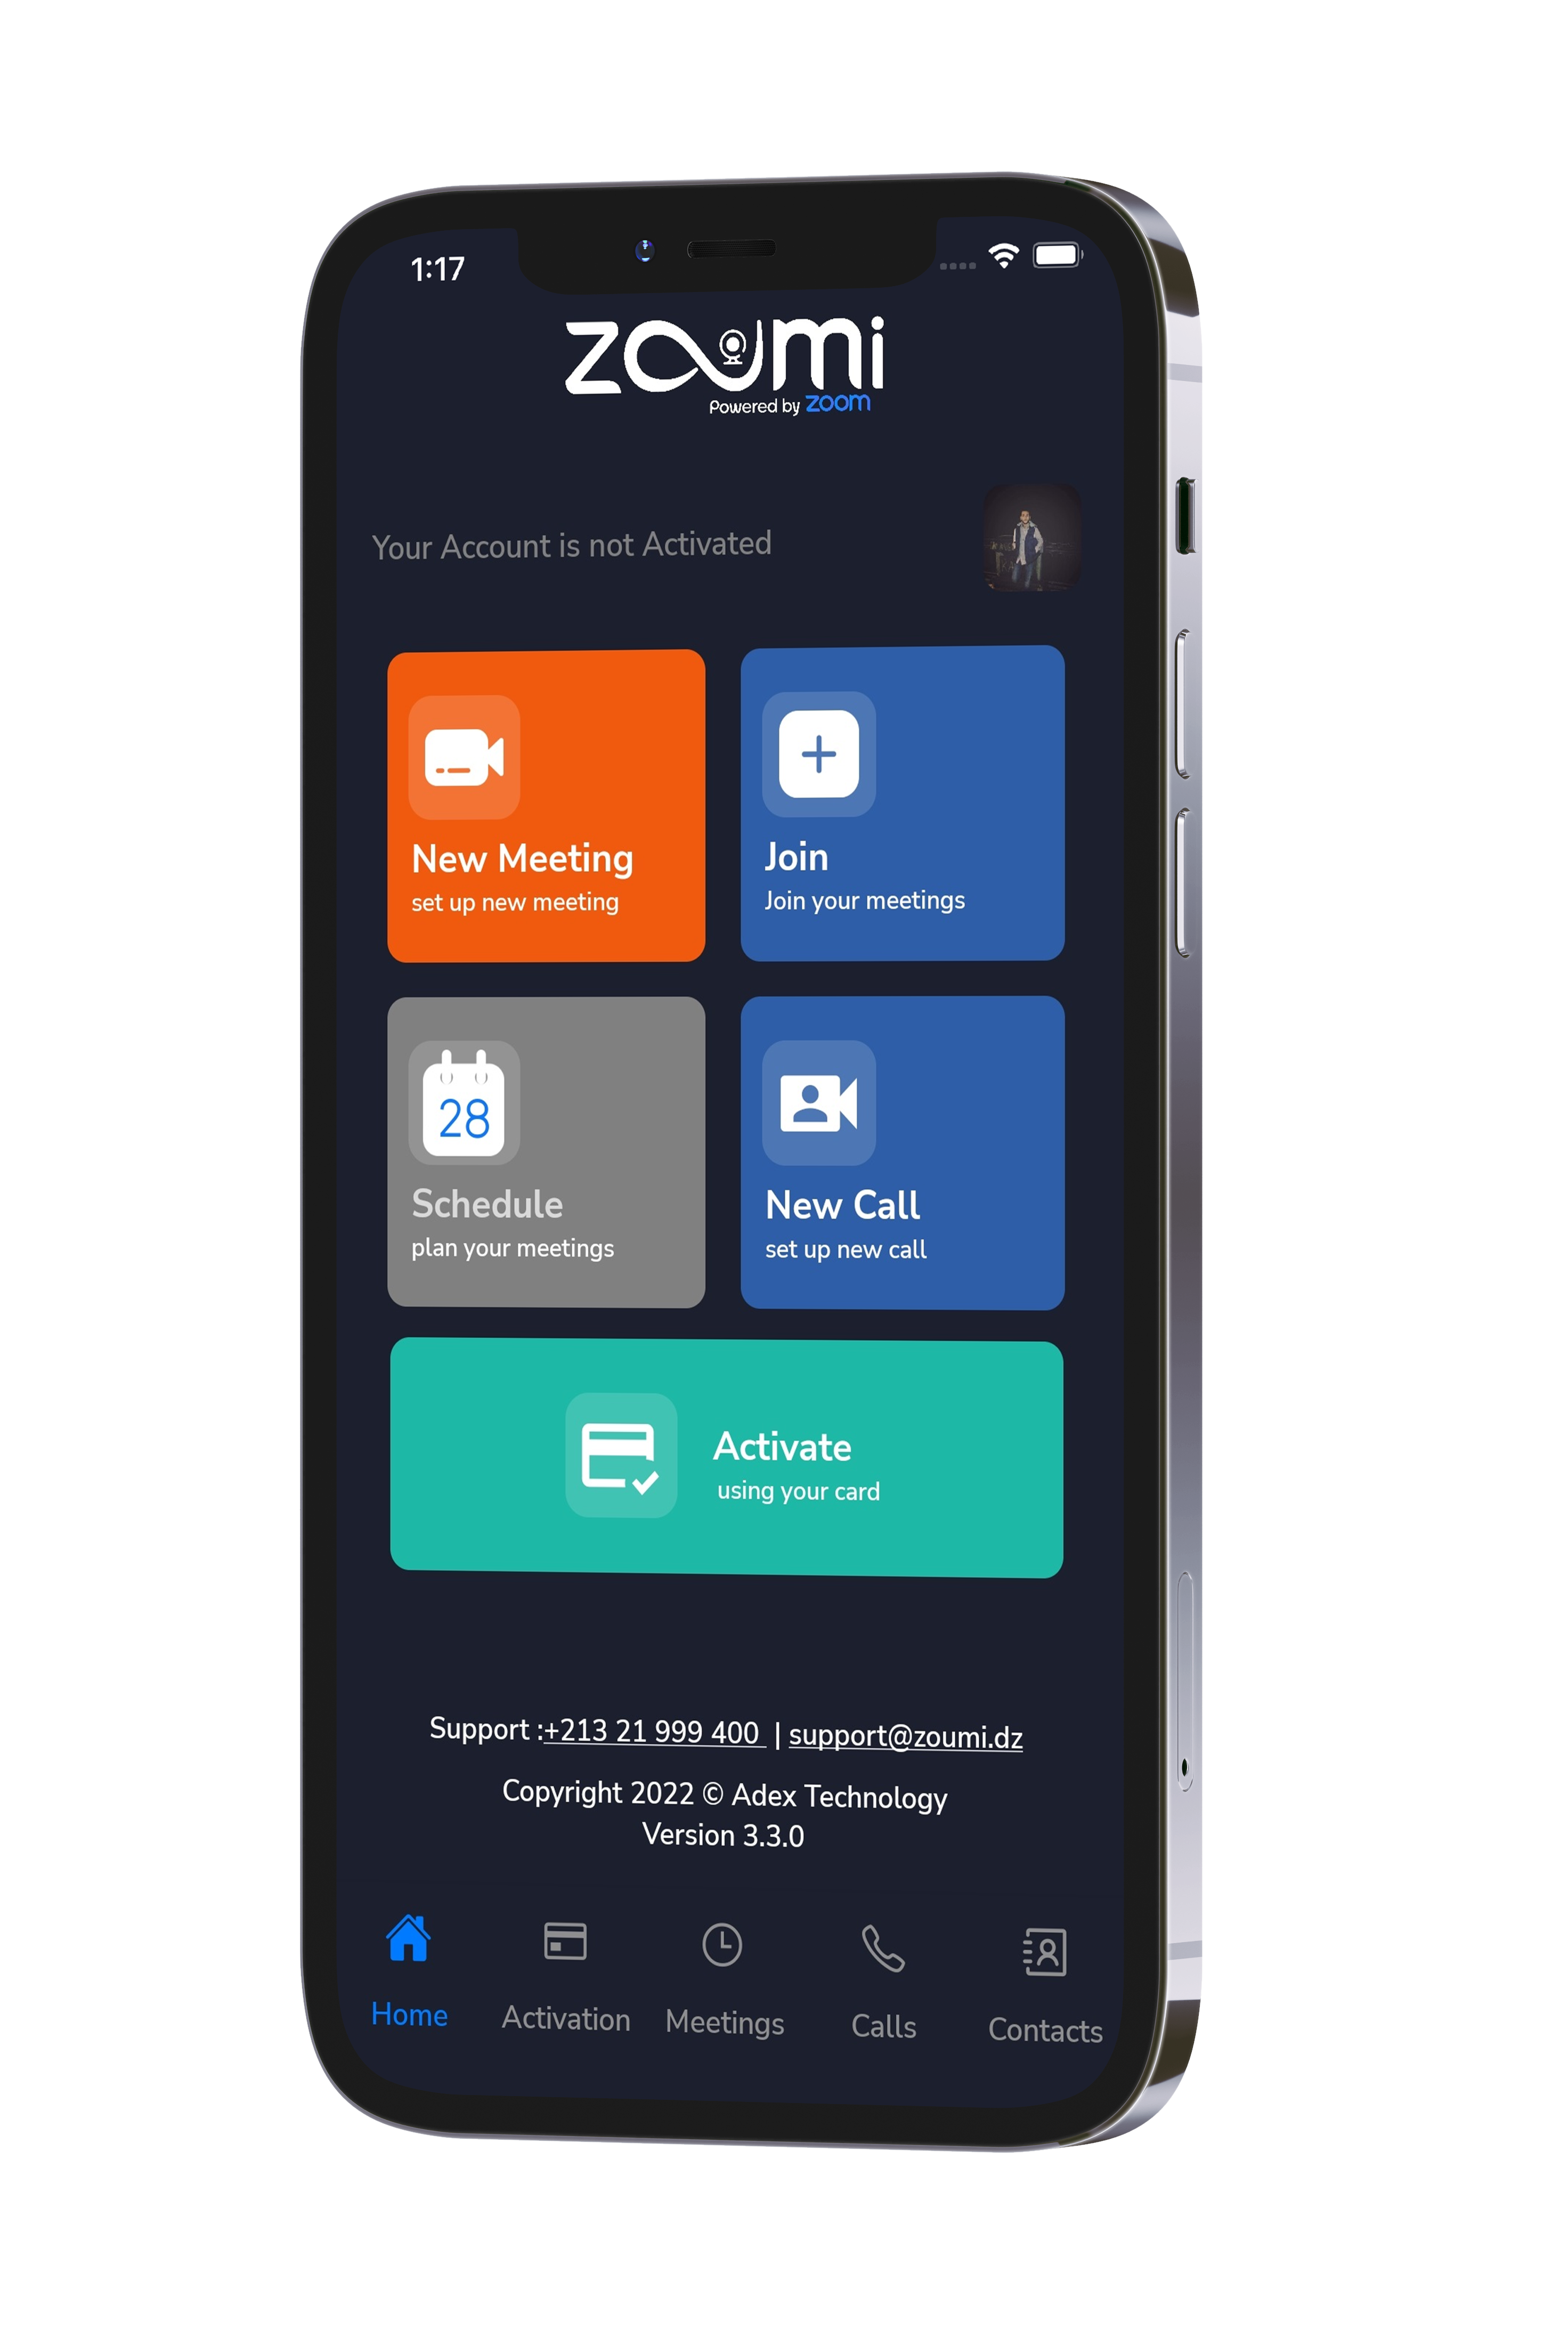 1:17
zoumi
Powered by zoom
Your Account is not Activated
New Meeting
set up new meeting
Join
Join your meetings
28
Schedule
plan your meetings
New Call
set up new call
Activate
using your card
Support :+213 21 999 400 | support@zoumi.dz
Copyright 2022 © Adex Technology
Version 3.3.0
Home Activation Meetings Calls Contacts